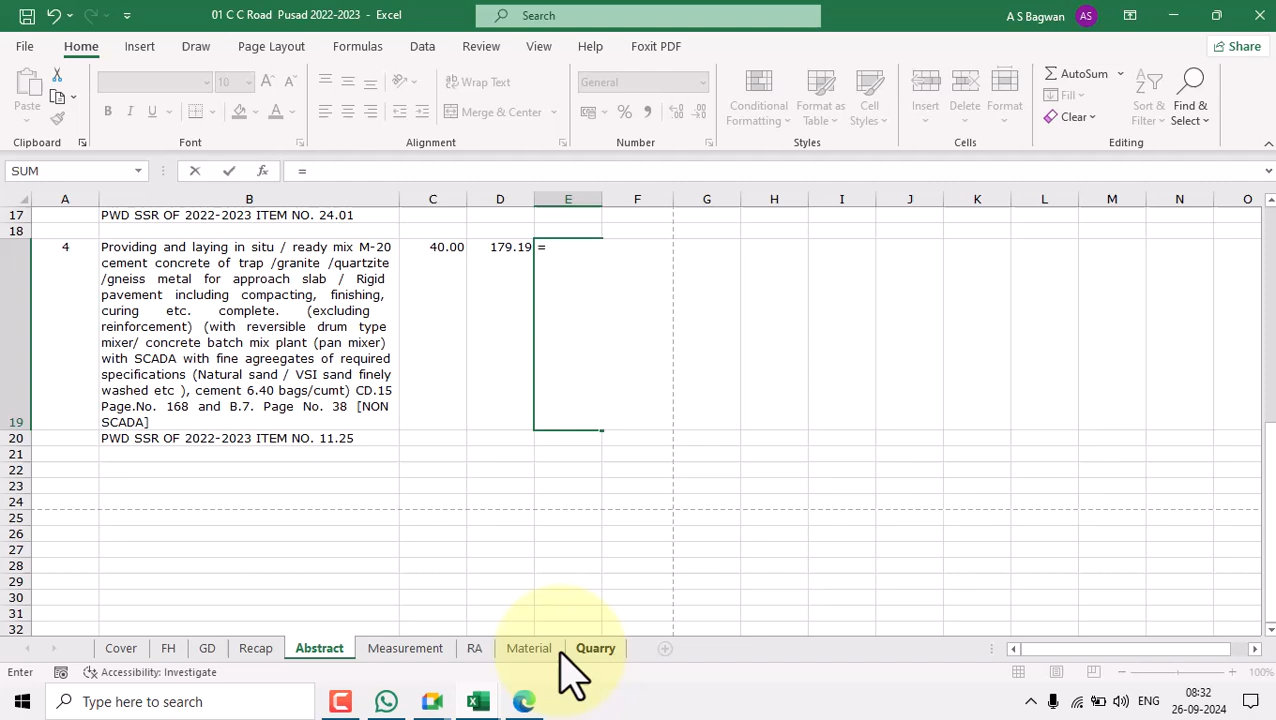 01 C C Road Pusad 2022-2023 - Excel
Search
A S Bagwan AS
File Home Insert Draw Page Layout Formulas Data Review View Help Foxit PDF Share
Paste
Clipboard
10 A A
B I U A
Font
Wrap Text
Merge & Center
Alignment
General
% ,
Number
Conditional Formatting
Format as Table
Cell Styles
Styles
Insert Delete Format
Cells
AutoSum
Fill
Clear
Sort & Filter
Find & Select
Editing
SUM fx =
A B C D E F G H I J K L M N O
17 PWD SSR OF 2022-2023 ITEM NO. 24.01
18
4 Providing and laying in situ / ready mix M-20 40.00 179.19 =
cement concrete of trap /granite /quartzite
/gneiss metal for approach slab / Rigid
pavement including compacting, finishing,
curing etc. complete. (excluding
reinforcement) (with reversible drum type
mixer/ concrete batch mix plant (pan mixer)
with SCADA with fine agreegates of required
specifications (Natural sand / VSI sand finely
washed etc ), cement 6.40 bags/cumt) CD.15
Page.No. 168 and B.7. Page No. 38 [NON
19 SCADA]
20 PWD SSR OF 2022-2023 ITEM NO. 11.25
21
22
23
24
25
26
27
28
29
30
31
32
Cover FH GD Recap Abstract Measurement RA Material Quarry
Enter Accessibility: Investigate 100%
Type here to search
ENG
08:32
26-09-2024